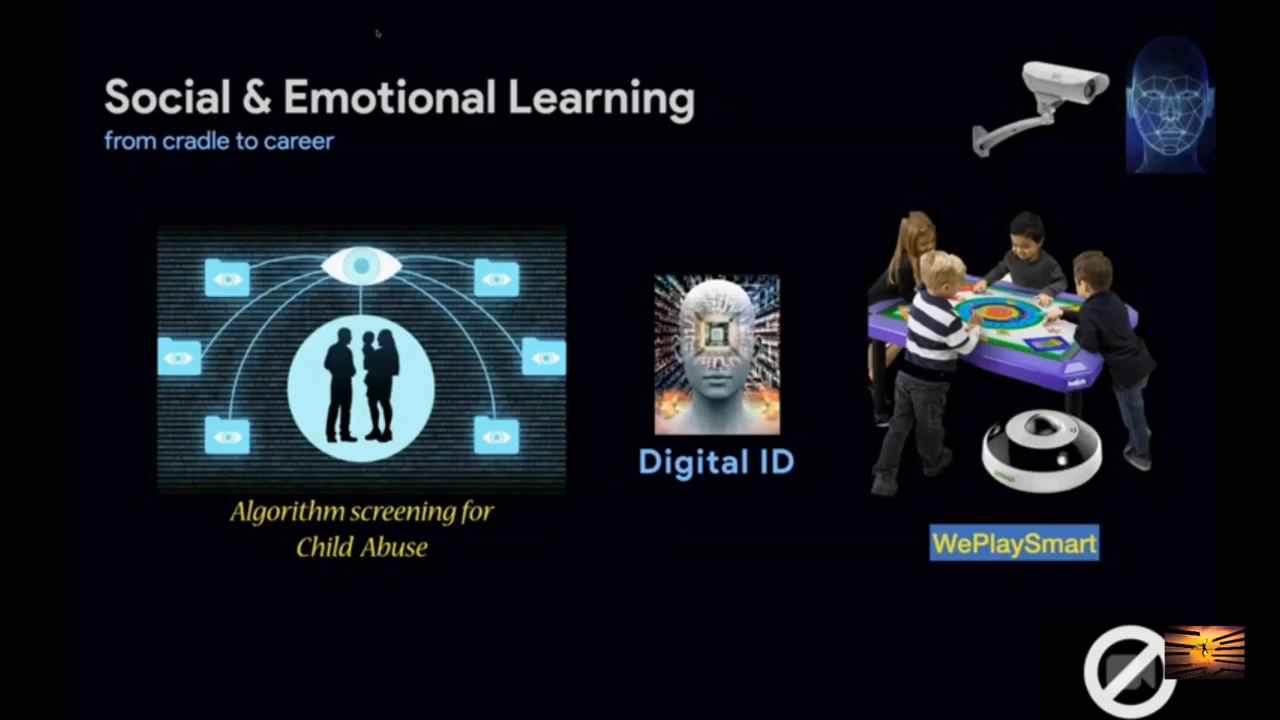 Social & Emotional Learning
from cradle to career
Digital ID
Algorithm screening for
Child Abuse
WePlaySmart